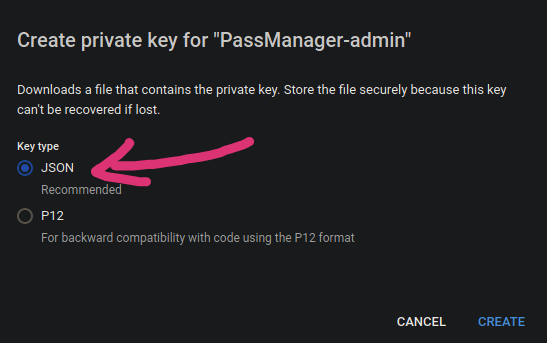 Create private key for "PassManager-admin"
Downloads a file that contains the private key. Store the file securely because this key
can't be recovered if lost.
Key type
JSON
Recommended
P12
For backward compatibility with code using the P12 format
CANCEL CREATE